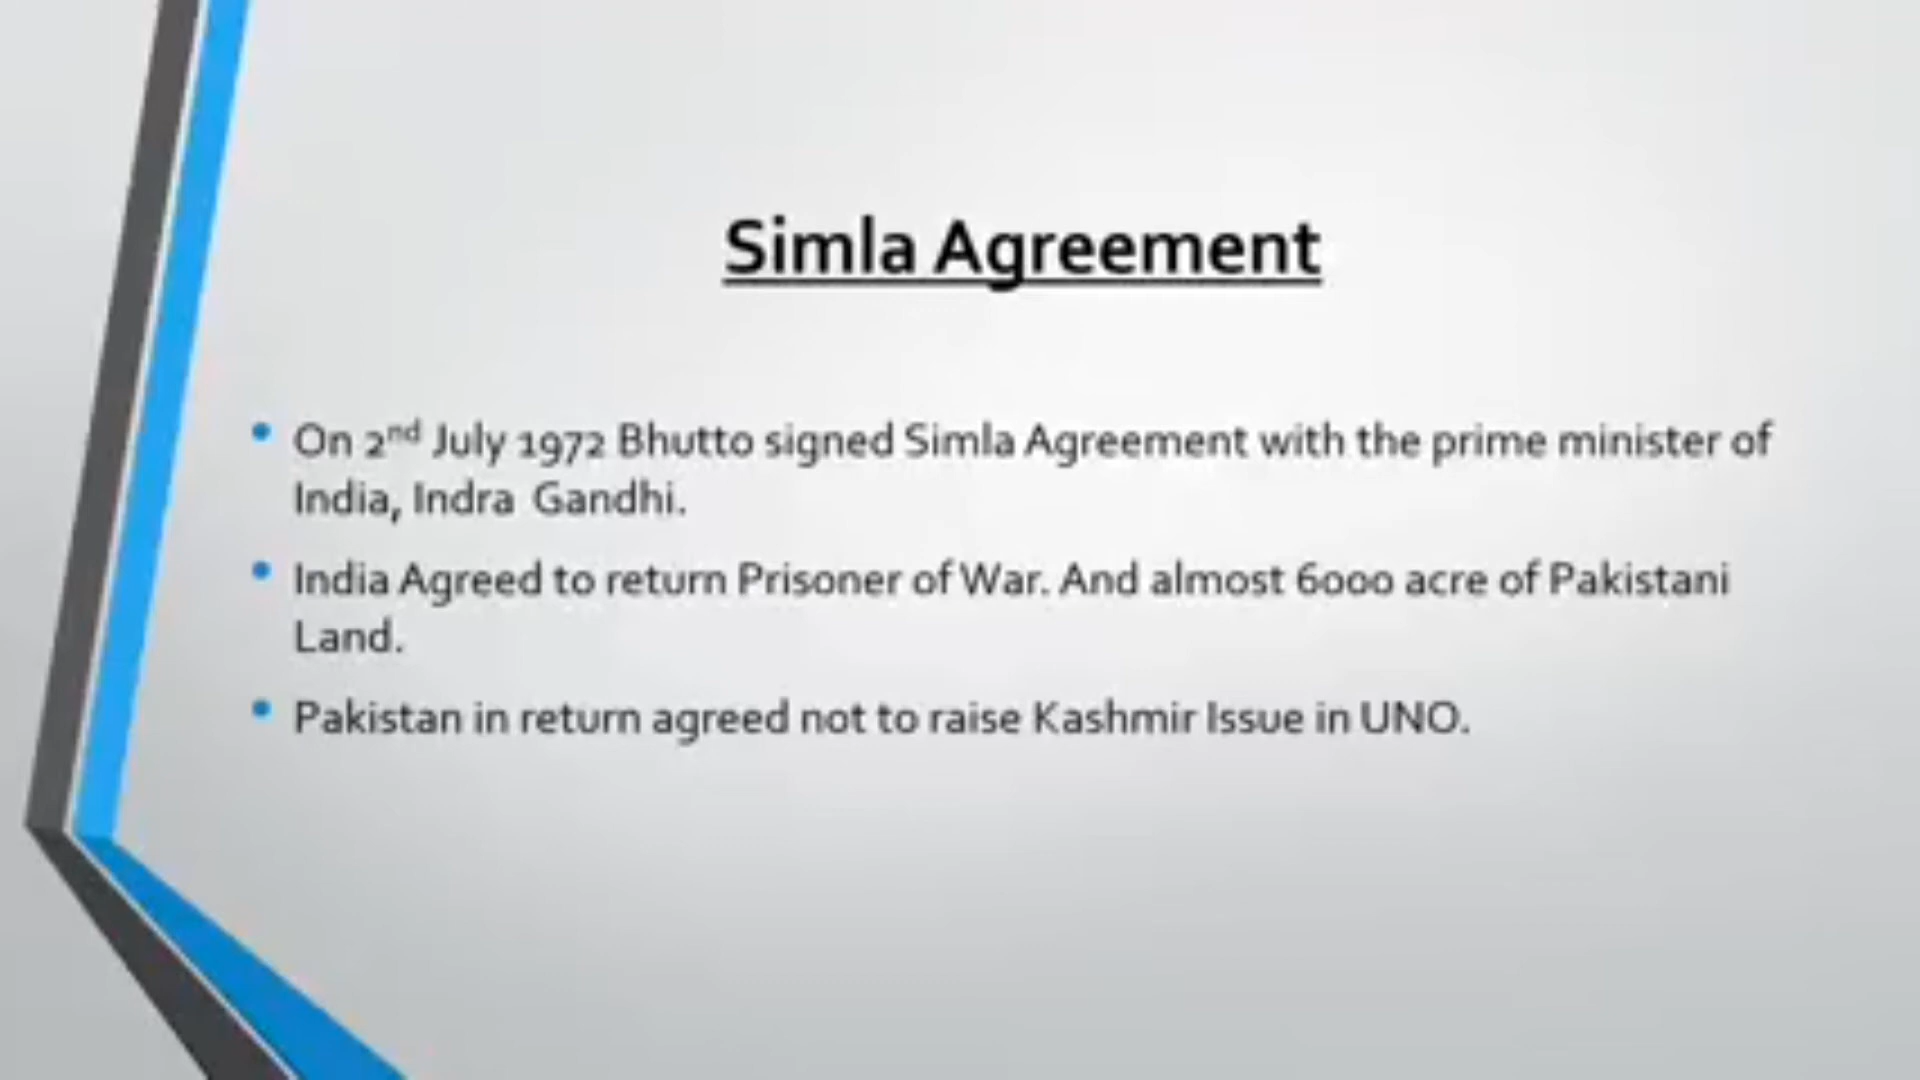 Simla Agreement
• On 2nd July 1972 Bhutto signed Simla Agreement with the prime minister of
India, Indra Gandhi.
• India Agreed to return Prisoner of War. And almost 6000 acre of Pakistani
Land.
• Pakistan in return agreed not to raise Kashmir Issue in UNO.